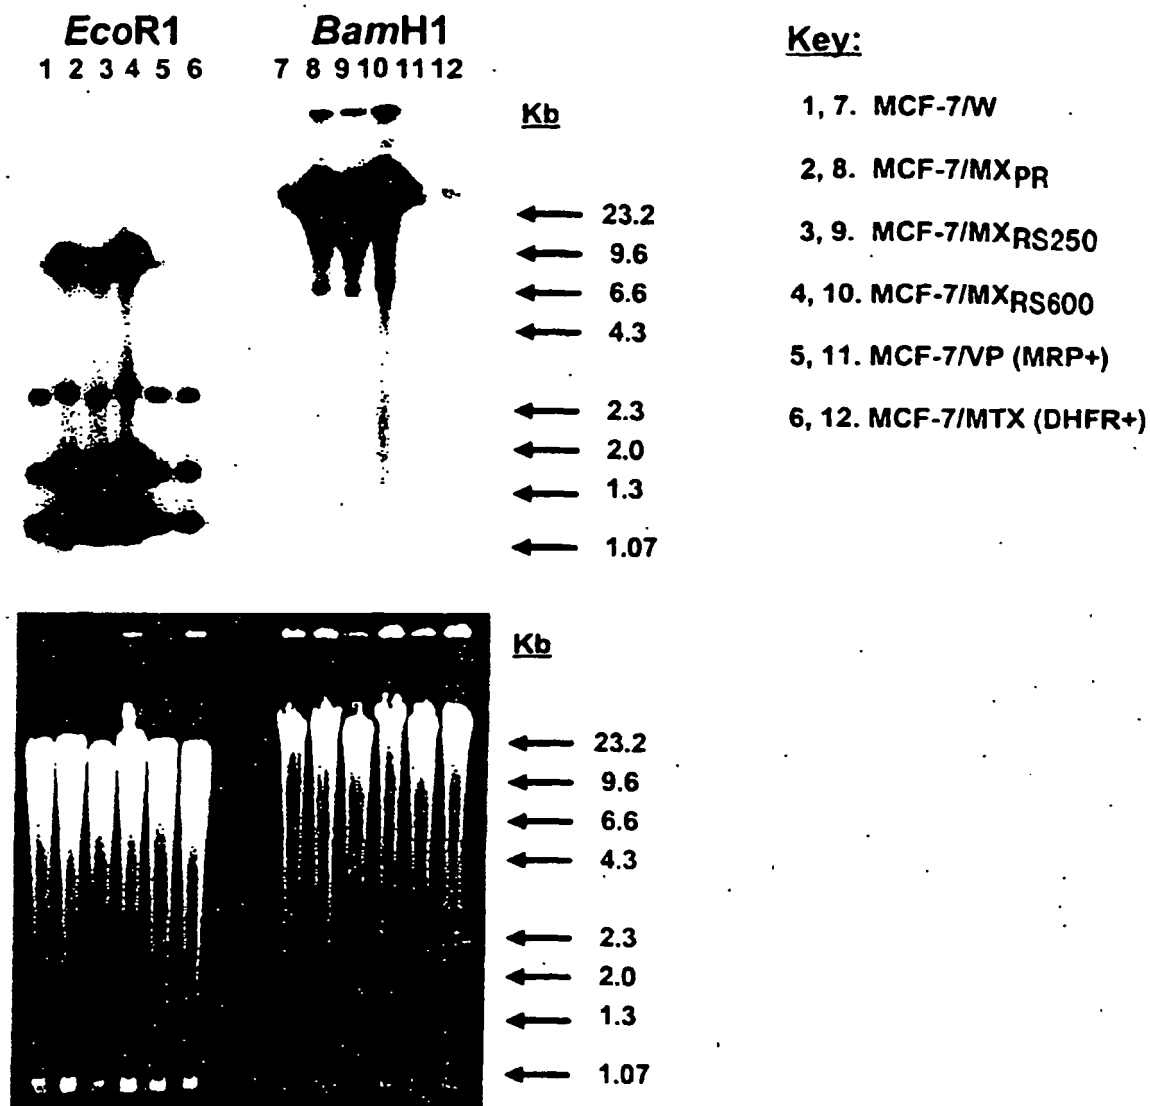 EcoR1 BamH1
1 2 3 4 5 6 7 8 9 10 11 12
Kb
23.2
9.6
6.6
4.3
2.3
2.0
1.3
1.07
Key:
1, 7. MCF-7/W
2, 8. MCF-7/MXPR
3, 9. MCF-7/MXRS250
4, 10. MCF-7/MXRS600
5, 11. MCF-7/VP (MRP+)
6, 12. MCF-7/MTX (DHFR+)
Kb
23.2
9.6
6.6
4.3
2.3
2.0
1.3
1.07